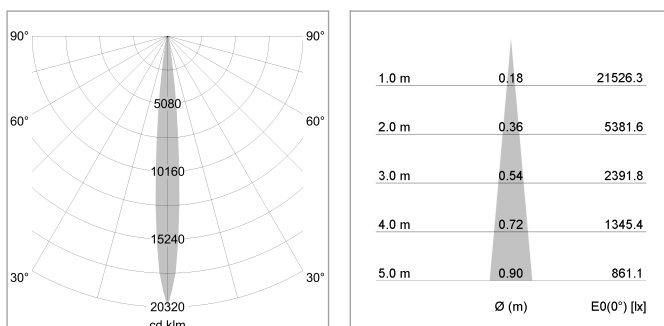 90° 90°
5080
60° 60°
10160
15240
30° 30°
20320
cd klm
1.0 m 0.18 21526.3
2.0 m 0.36 5381.6
3.0 m 0.54 2391.8
4.0 m 0.72 1345.4
5.0 m 0.90 861.1
Ø (m) E0(0°) [lx]